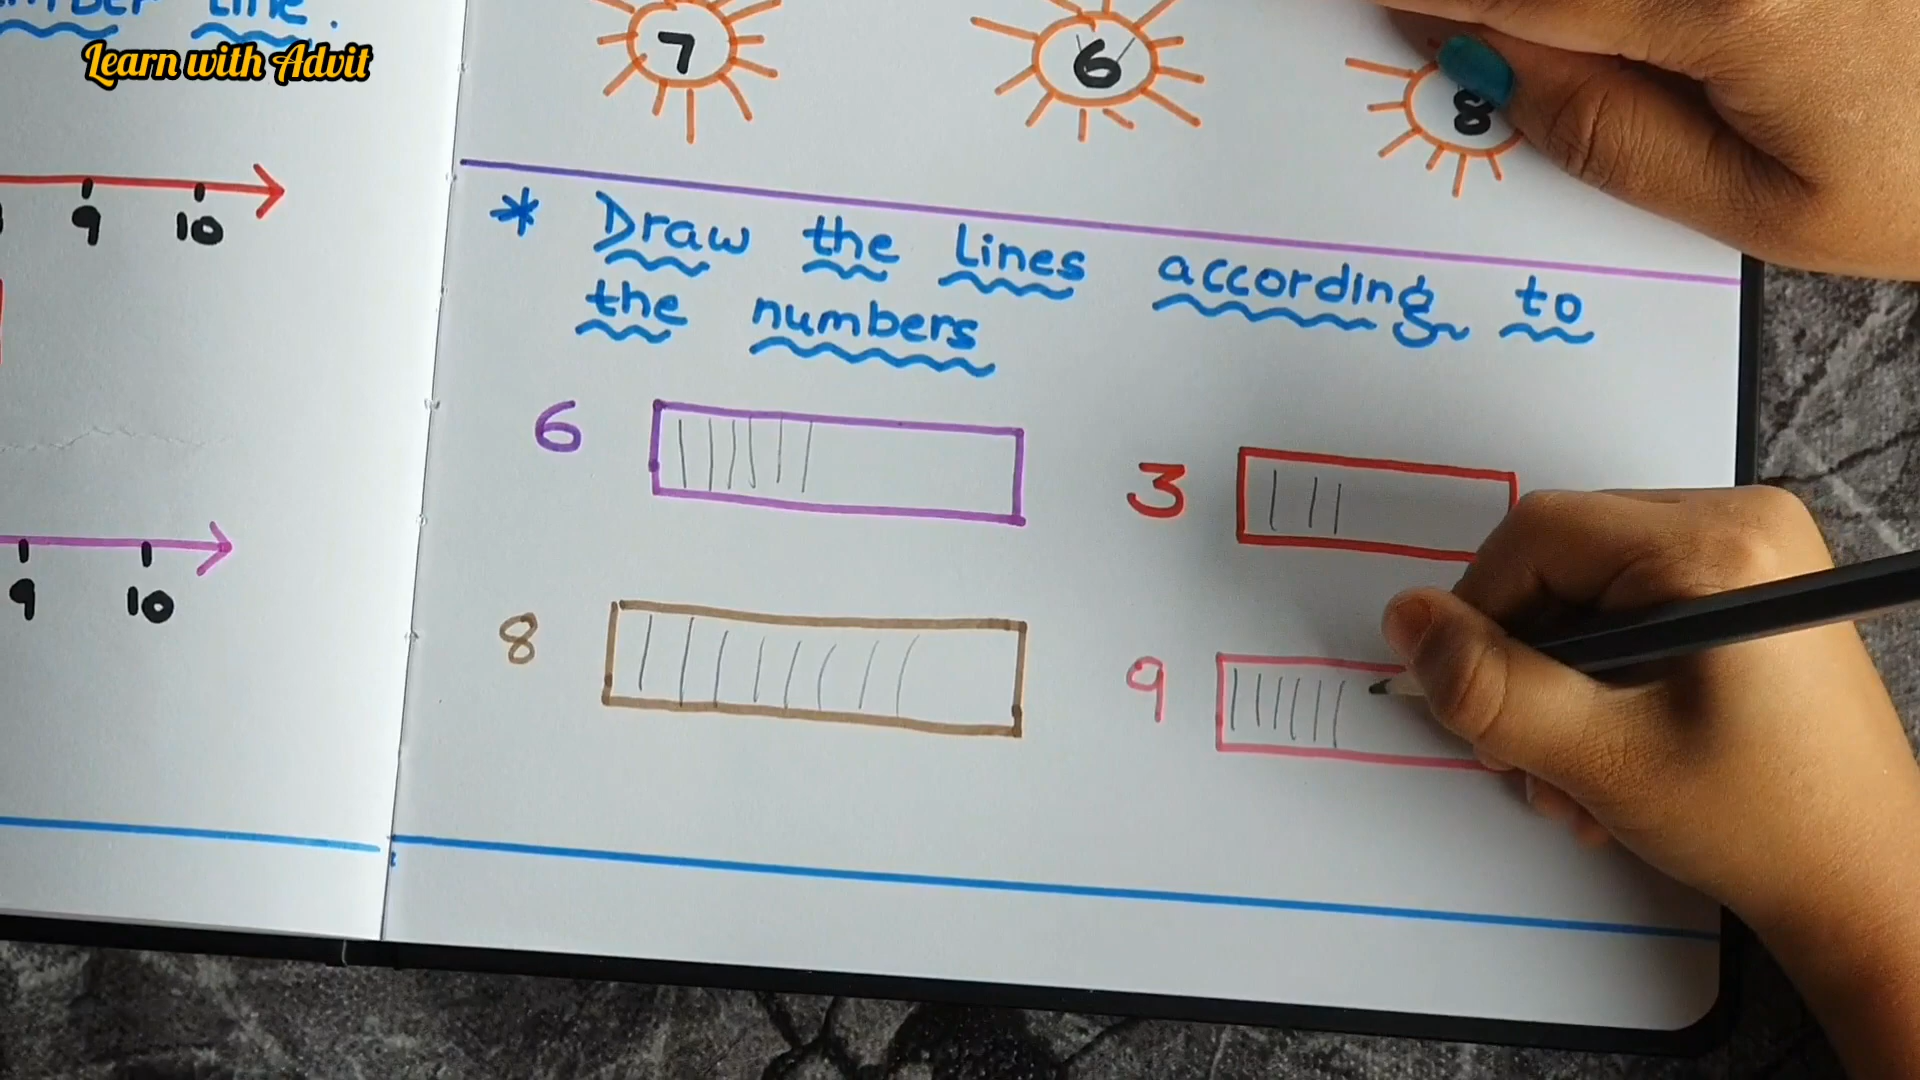 line.
Learn with Advit
7 6 8
9 10
* Draw the lines according to
the numbers
6 3
8 9
9 10